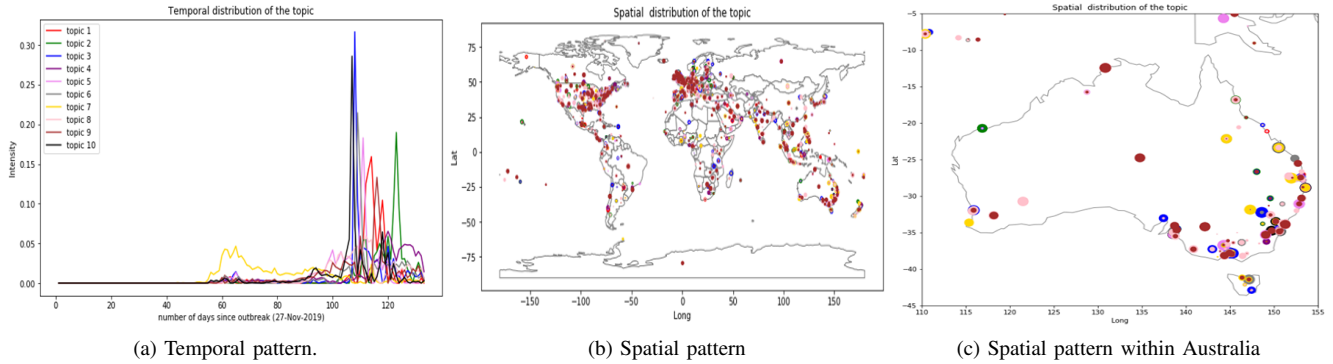 Temporal distribution of the topic
topic 1
topic 2
topic 3
topic 4
topic 5
topic 6
topic 7
topic 8
topic 9
topic 10
Intensity
0.30
0.25
0.20
0.15
0.10
0.05
0.00
0
20
40
60
80
100
120
number of days since outbreak (27-Nov-2019)
(a) Temporal pattern.
Spatial distribution of the topic
Lat
75
50
25
0
−25
−50
−75
−150
−100
−50
0
50
100
150
Long
(b) Spatial pattern
Spatial distribution of the topic
Lat
−5
−10
−15
−20
−25
−30
−35
−40
−45
110
115
120
125
130
135
140
145
150
155
Long
(c) Spatial pattern within Australia